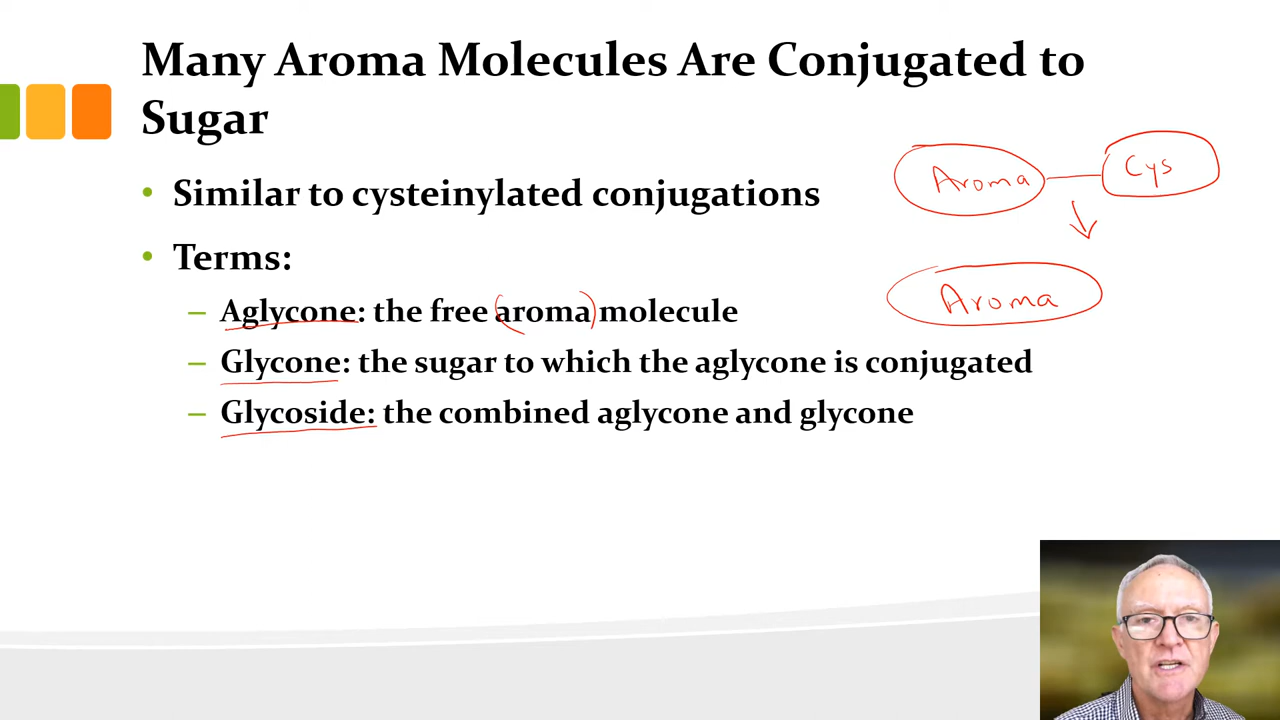 Many Aroma Molecules Are Conjugated to
Sugar
• Similar to cysteinylated conjugations
• Terms:
– Aglycone: the free (aroma) molecule
– Glycone: the sugar to which the aglycone is conjugated
– Glycoside: the combined aglycone and glycone
Aroma Cys
Aroma